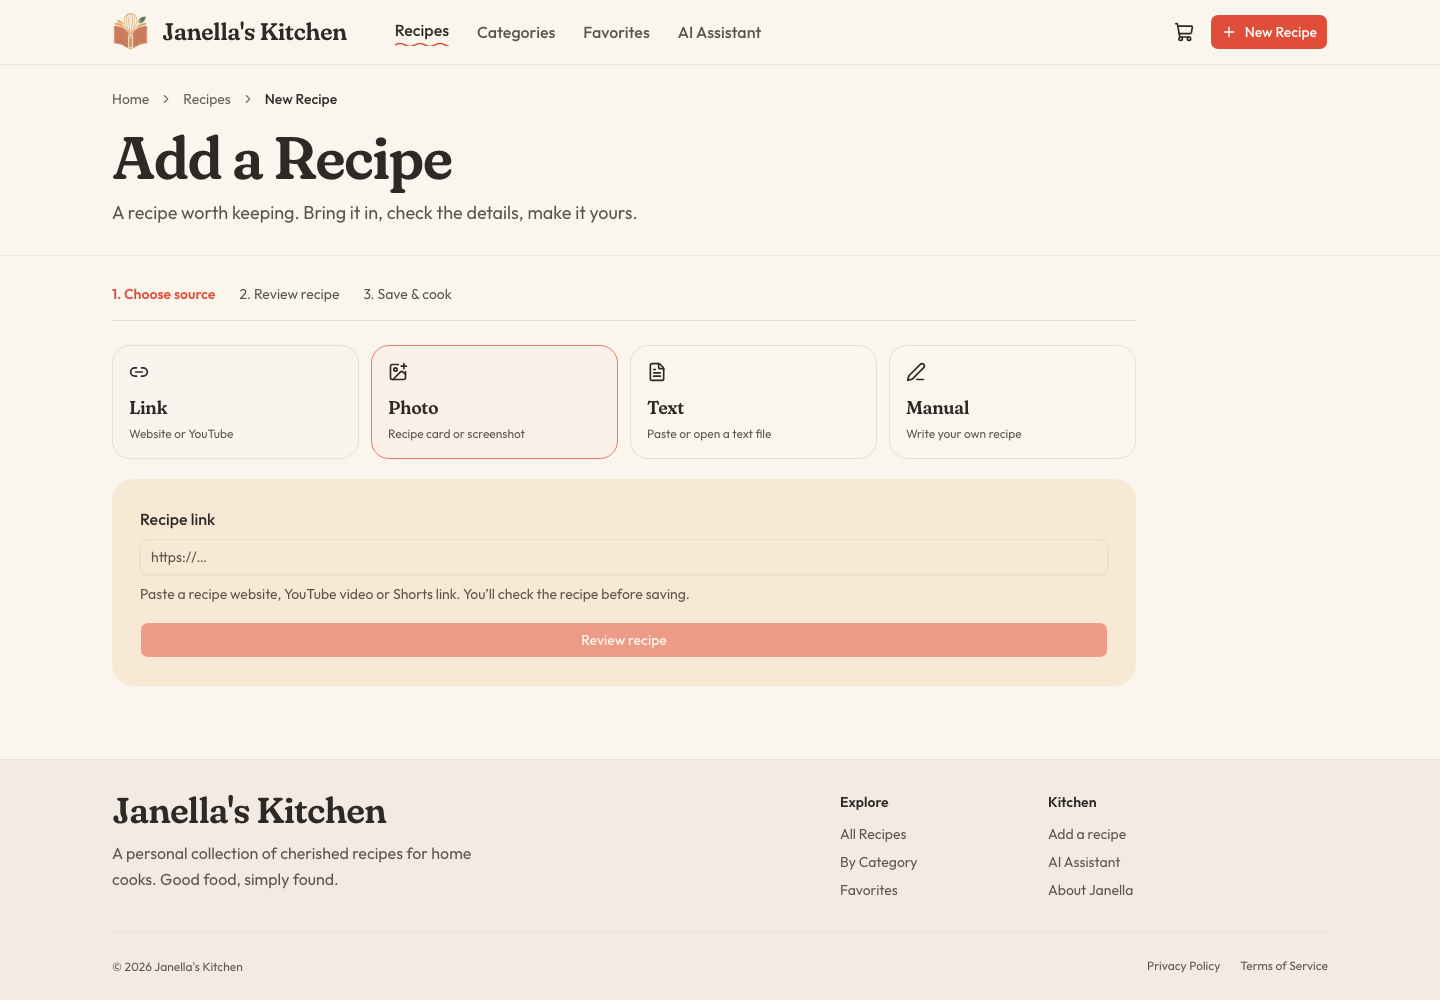 Janella's Kitchen
Recipes
Categories
Favorites
AI Assistant
New Recipe
Home
Recipes
New Recipe
Add a Recipe
A recipe worth keeping. Bring it in, check the details, make it yours.
1. Choose source
2. Review recipe
3. Save & cook
Link
Website or YouTube
Photo
Recipe card or screenshot
Text
Paste or open a text file
Manual
Write your own recipe
Recipe link
https://…
Paste a recipe website, YouTube video or Shorts link. You’ll check the recipe before saving.
Review recipe
Janella's Kitchen
A personal collection of cherished recipes for home
cooks. Good food, simply found.
Explore
All Recipes
By Category
Favorites
Kitchen
Add a recipe
AI Assistant
About Janella
© 2026 Janella's Kitchen
Privacy Policy
Terms of Service